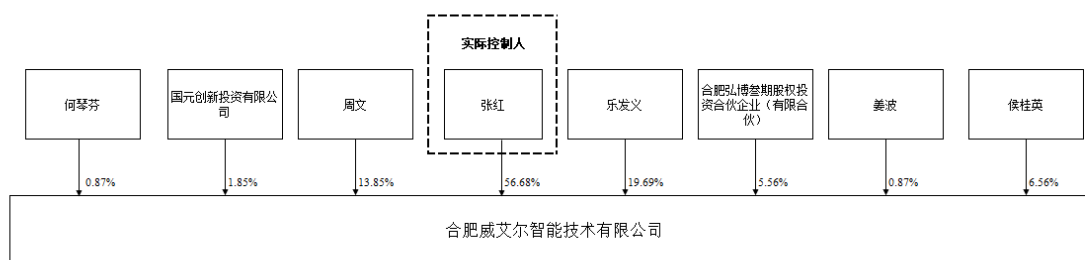 实际控制人
何琴芬
国元创新投资有限公
司
周文
张红
乐发义
合肥弘博叁期股权投
资合伙企业（有限合
伙）
姜波
侯桂英
0.87%
1.85%
13.85%
56.68%
19.69%
5.56%
0.87%
6.56%
合肥威艾尔智能技术有限公司